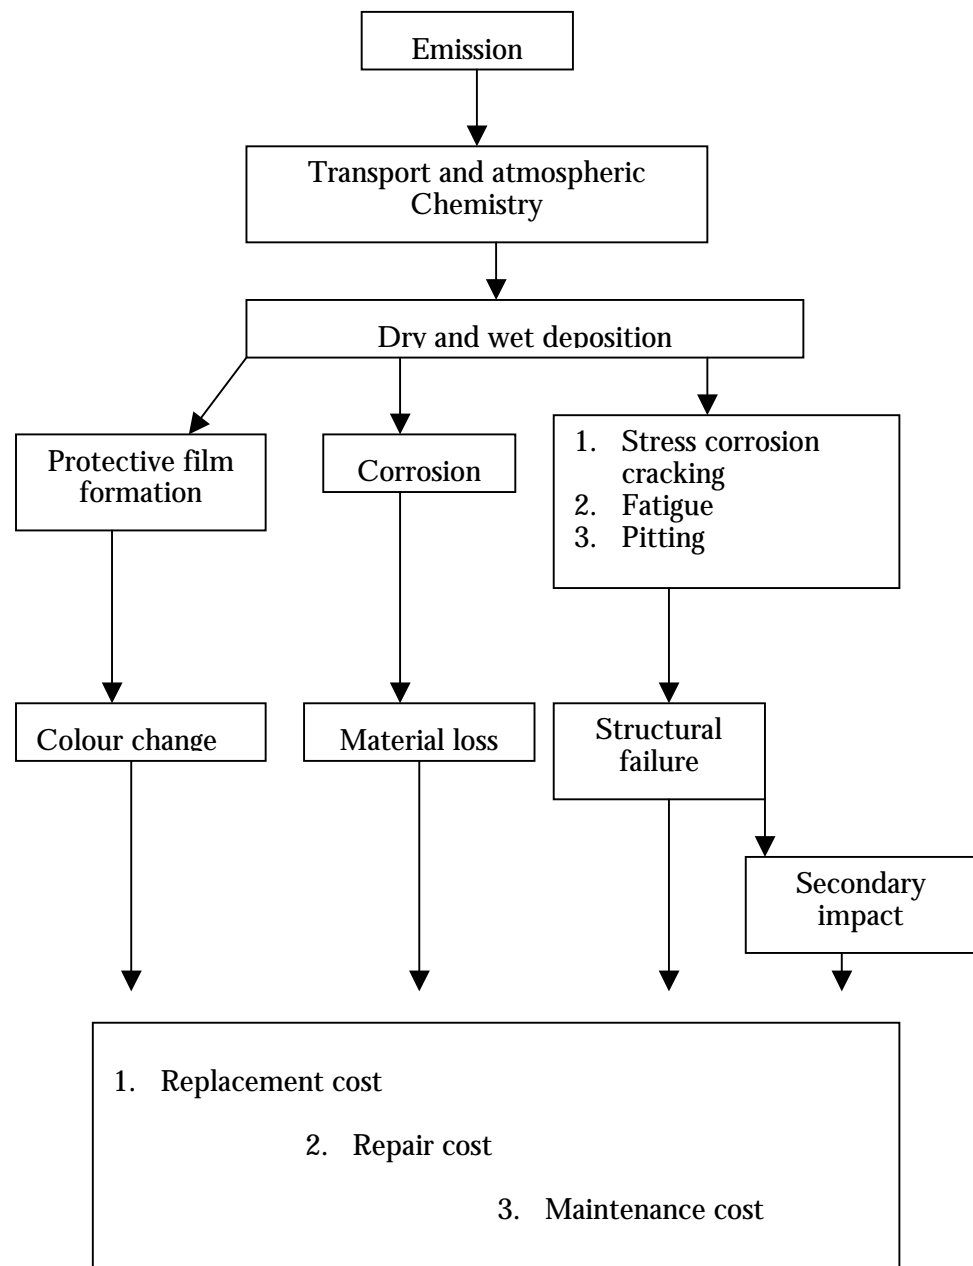 Emission
Transport and atmospheric
Chemistry
Dry and wet deposition
Protective film
formation
Corrosion
1. Stress corrosion
cracking
2. Fatigue
3. Pitting
Colour change
Material loss
Structural
failure
Secondary
impact
1. Replacement cost
2. Repair cost
3. Maintenance cost